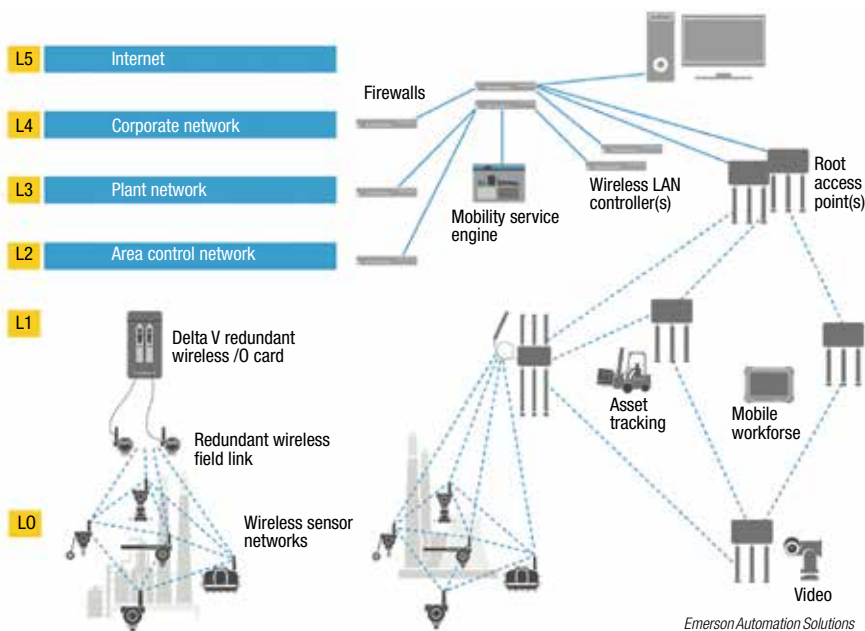 L5
Internet
Firewalls
L4
Corporate network
L3
Plant network
Mobility service
engine
Wireless LAN
controller(s)
Root
access
point(s)
L2
Area control network
L1
Delta V redundant
wireless /O card
Asset
tracking
Mobile
workforse
Redundant wireless
field link
L0
Wireless sensor
networks
Video
Emerson Automation Solutions